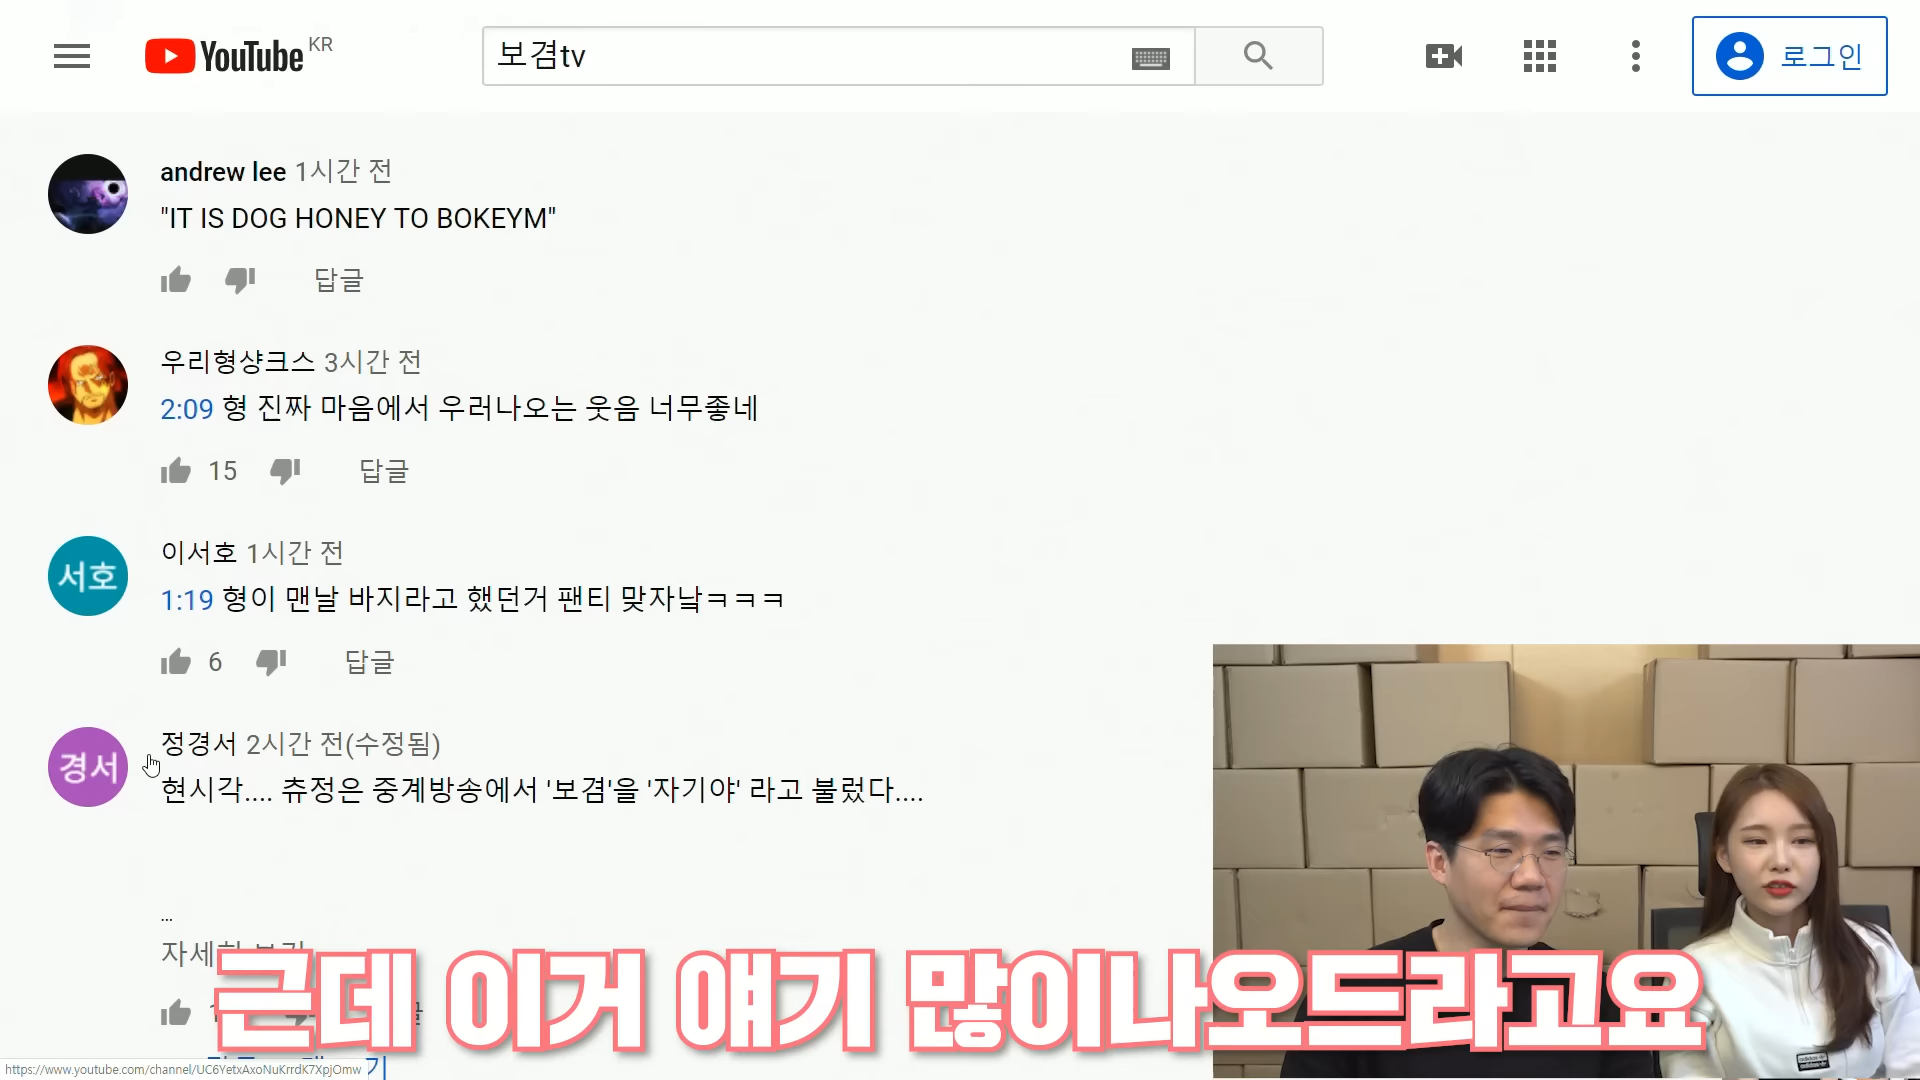 YouTube KR
보겸tv
로그인
andrew lee 1시간 전
"IT IS DOG HONEY TO BOKEYM"
답글
우리형샹크스 3시간 전
2:09 형 진짜 마음에서 우러나오는 웃음 너무좋네
15 답글
서호
이서호 1시간 전
1:19 형이 맨날 바지라고 했던거 팬티 맞자낰ㅋㅋㅋ
6 답글
경서
정경서 2시간 전(수정됨)
현시각.... 츄정은 중계방송에서 '보겸'을 '자기야' 라고 불렀다....
...
자세히 보기
근데 이거 얘기 많이나오드라고요
https://www.youtube.com/channel/UC6YetxAxoNuKrrdK7XpjOmw
adidas